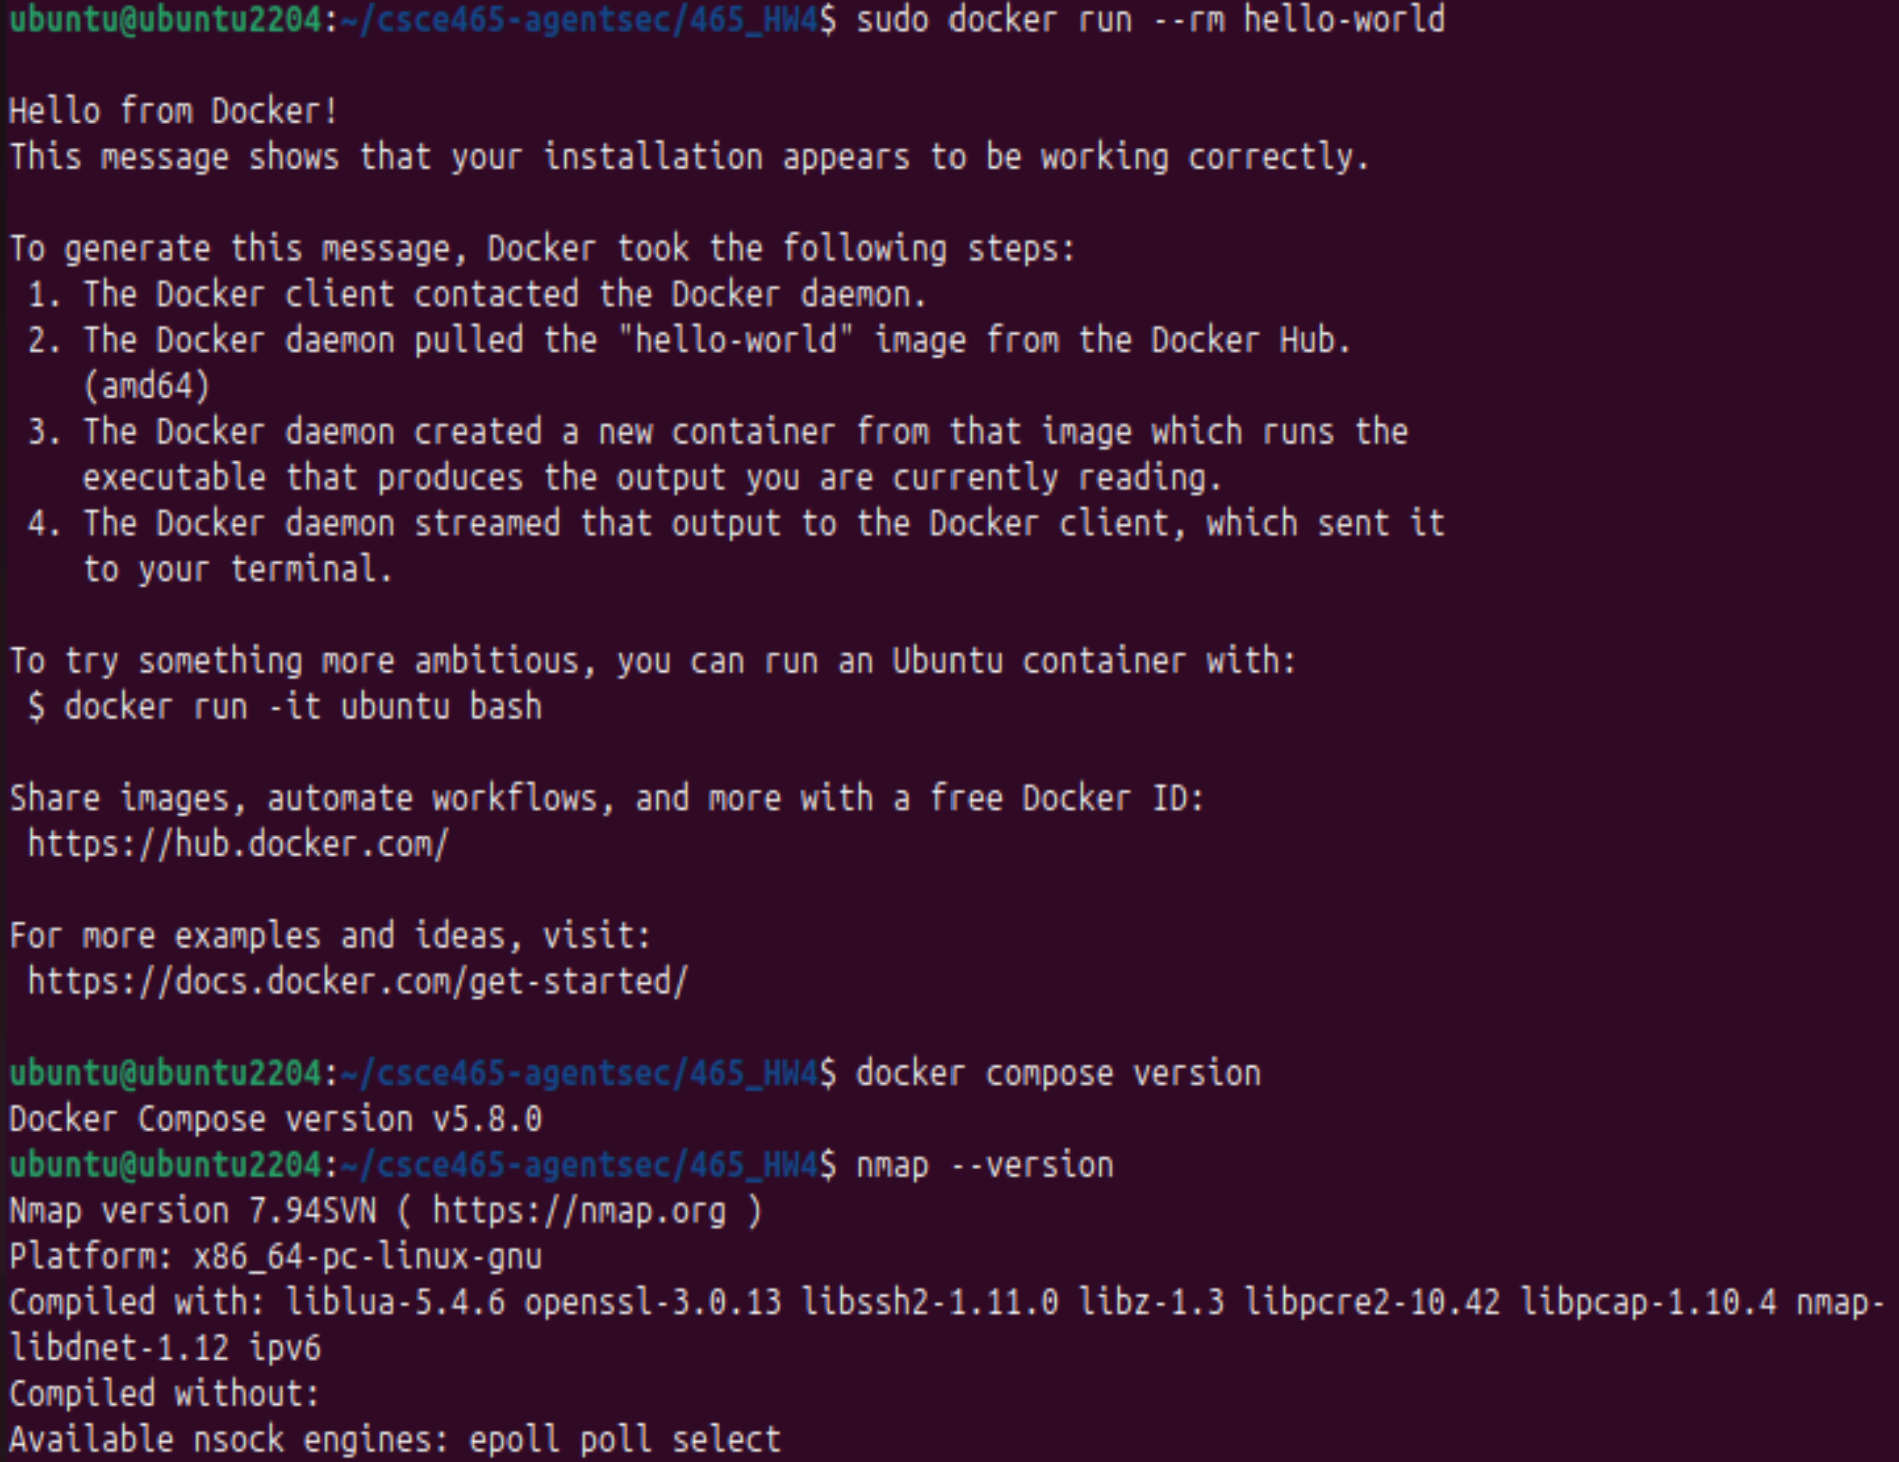 ubuntu@ubuntu2204:~/csce465-agentsec/465_HW4$ sudo docker run --rm hello-world

Hello from Docker!
This message shows that your installation appears to be working correctly.

To generate this message, Docker took the following steps:
 1. The Docker client contacted the Docker daemon.
 2. The Docker daemon pulled the "hello-world" image from the Docker Hub.
    (amd64)
 3. The Docker daemon created a new container from that image which runs the
    executable that produces the output you are currently reading.
 4. The Docker daemon streamed that output to the Docker client, which sent it
    to your terminal.

To try something more ambitious, you can run an Ubuntu container with:
 $ docker run -it ubuntu bash

Share images, automate workflows, and more with a free Docker ID:
 https://hub.docker.com/

For more examples and ideas, visit:
 https://docs.docker.com/get-started/

ubuntu@ubuntu2204:~/csce465-agentsec/465_HW4$ docker compose version
Docker Compose version v5.8.0
ubuntu@ubuntu2204:~/csce465-agentsec/465_HW4$ nmap --version
Nmap version 7.94SVN ( https://nmap.org )
Platform: x86_64-pc-linux-gnu
Compiled with: liblua-5.4.6 openssl-3.0.13 libssh2-1.11.0 libz-1.3 libpcre2-10.42 libpcap-1.10.4 nmap-
libdnet-1.12 ipv6
Compiled without:
Available nsock engines: epoll poll select